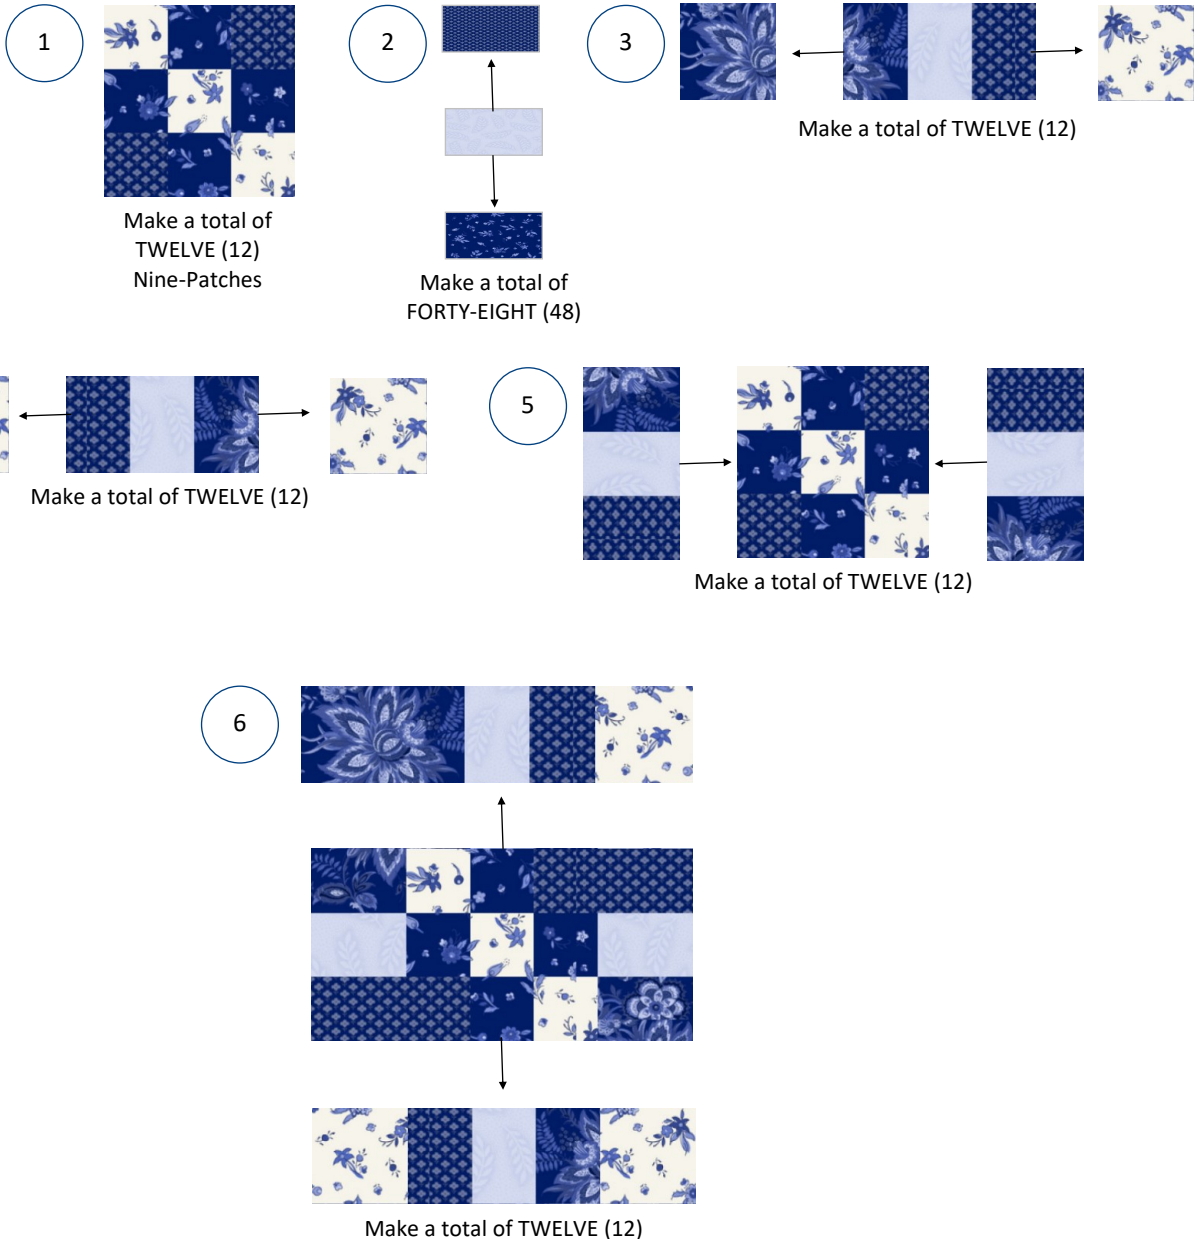 1
Make a total of
TWELVE (12)
Nine-Patches
2
Make a total of
FORTY-EIGHT (48)
3
Make a total of TWELVE (12)
Make a total of TWELVE (12)
5
Make a total of TWELVE (12)
6
Make a total of TWELVE (12)